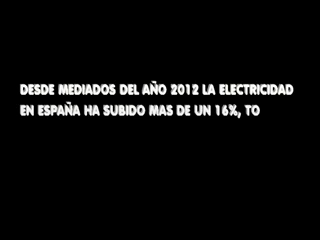 DESDE MEDIADOS DEL AÑO 2012 LA ELECTRICIDAD
EN ESPAÑA HA SUBIDO MAS DE UN 16%, TO